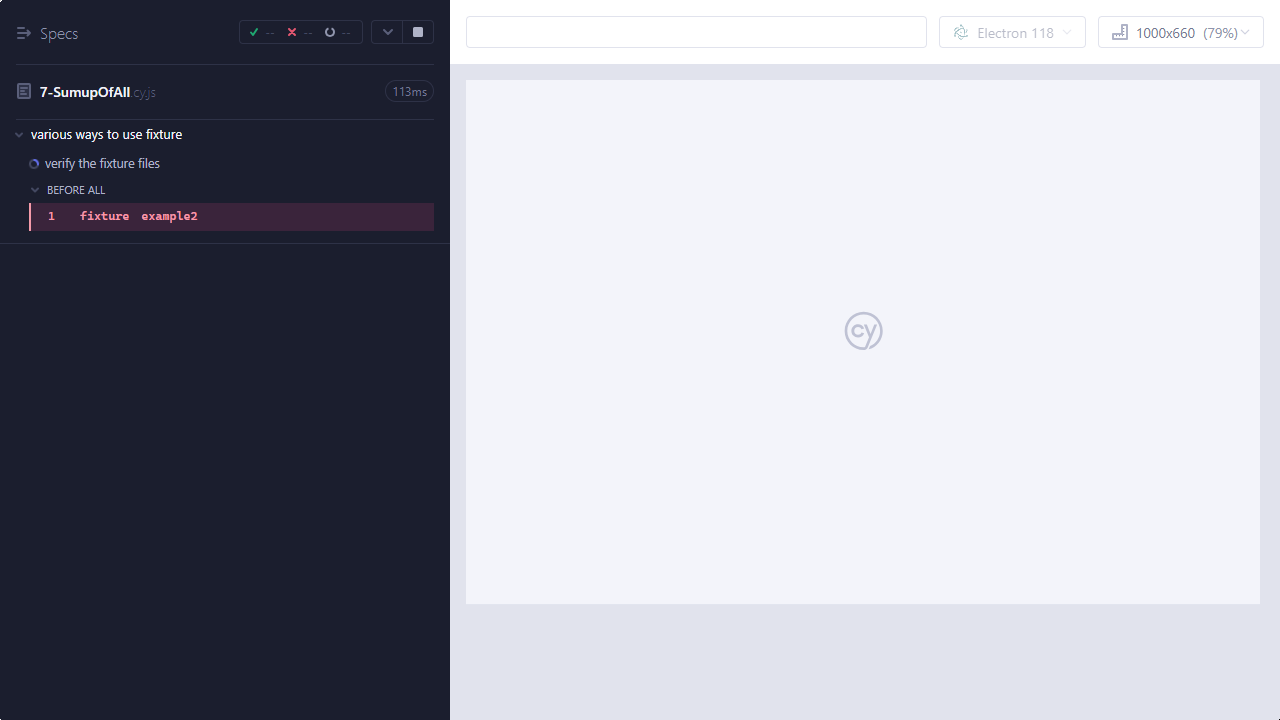 Specs
-- -- --
7-SumupOfAll.cy.js
113ms
various ways to use fixture
verify the fixture files
BEFORE ALL
1 fixture example2
Electron 118
1000x660 (79%)
cy